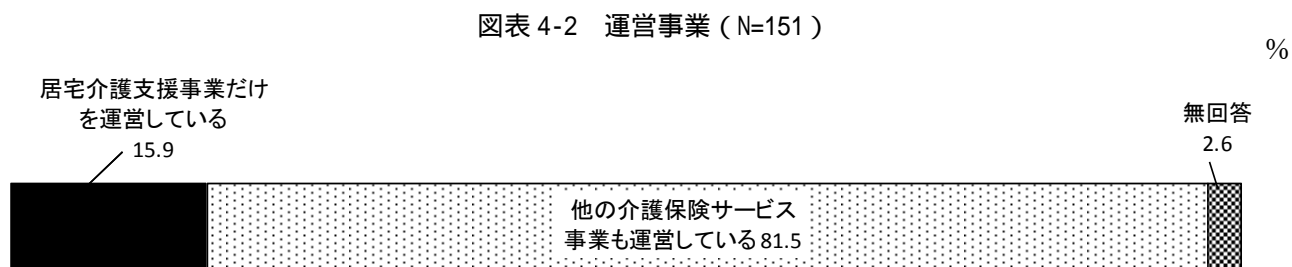 図表 4-2　運営事業（N=151）
%
居宅介護支援事業だけ
を運営している
15.9
無回答
2.6
他の介護保険サービス
事業も運営している81.5